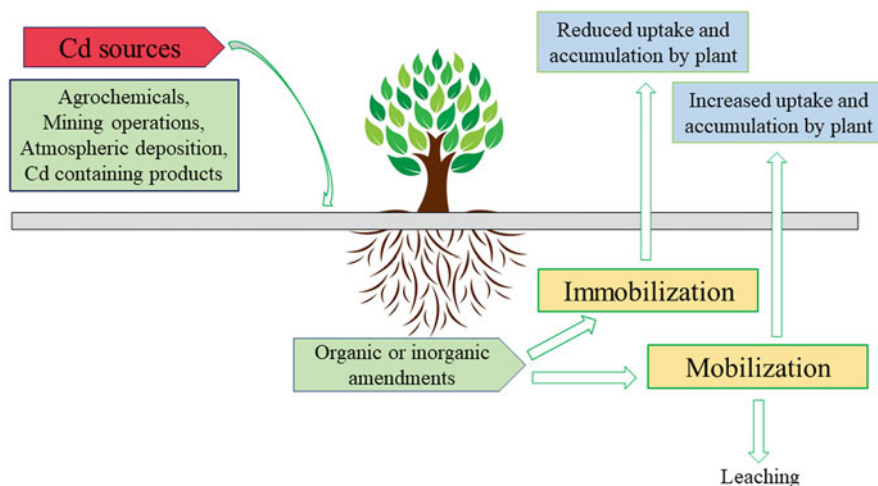 Cd sources
Agrochemicals,
Mining operations,
Atmospheric deposition,
Cd containing products
Reduced uptake and
accumulation by plant
Increased uptake and
accumulation by plant
Immobilization
Organic or inorganic
amendments
Mobilization
Leaching